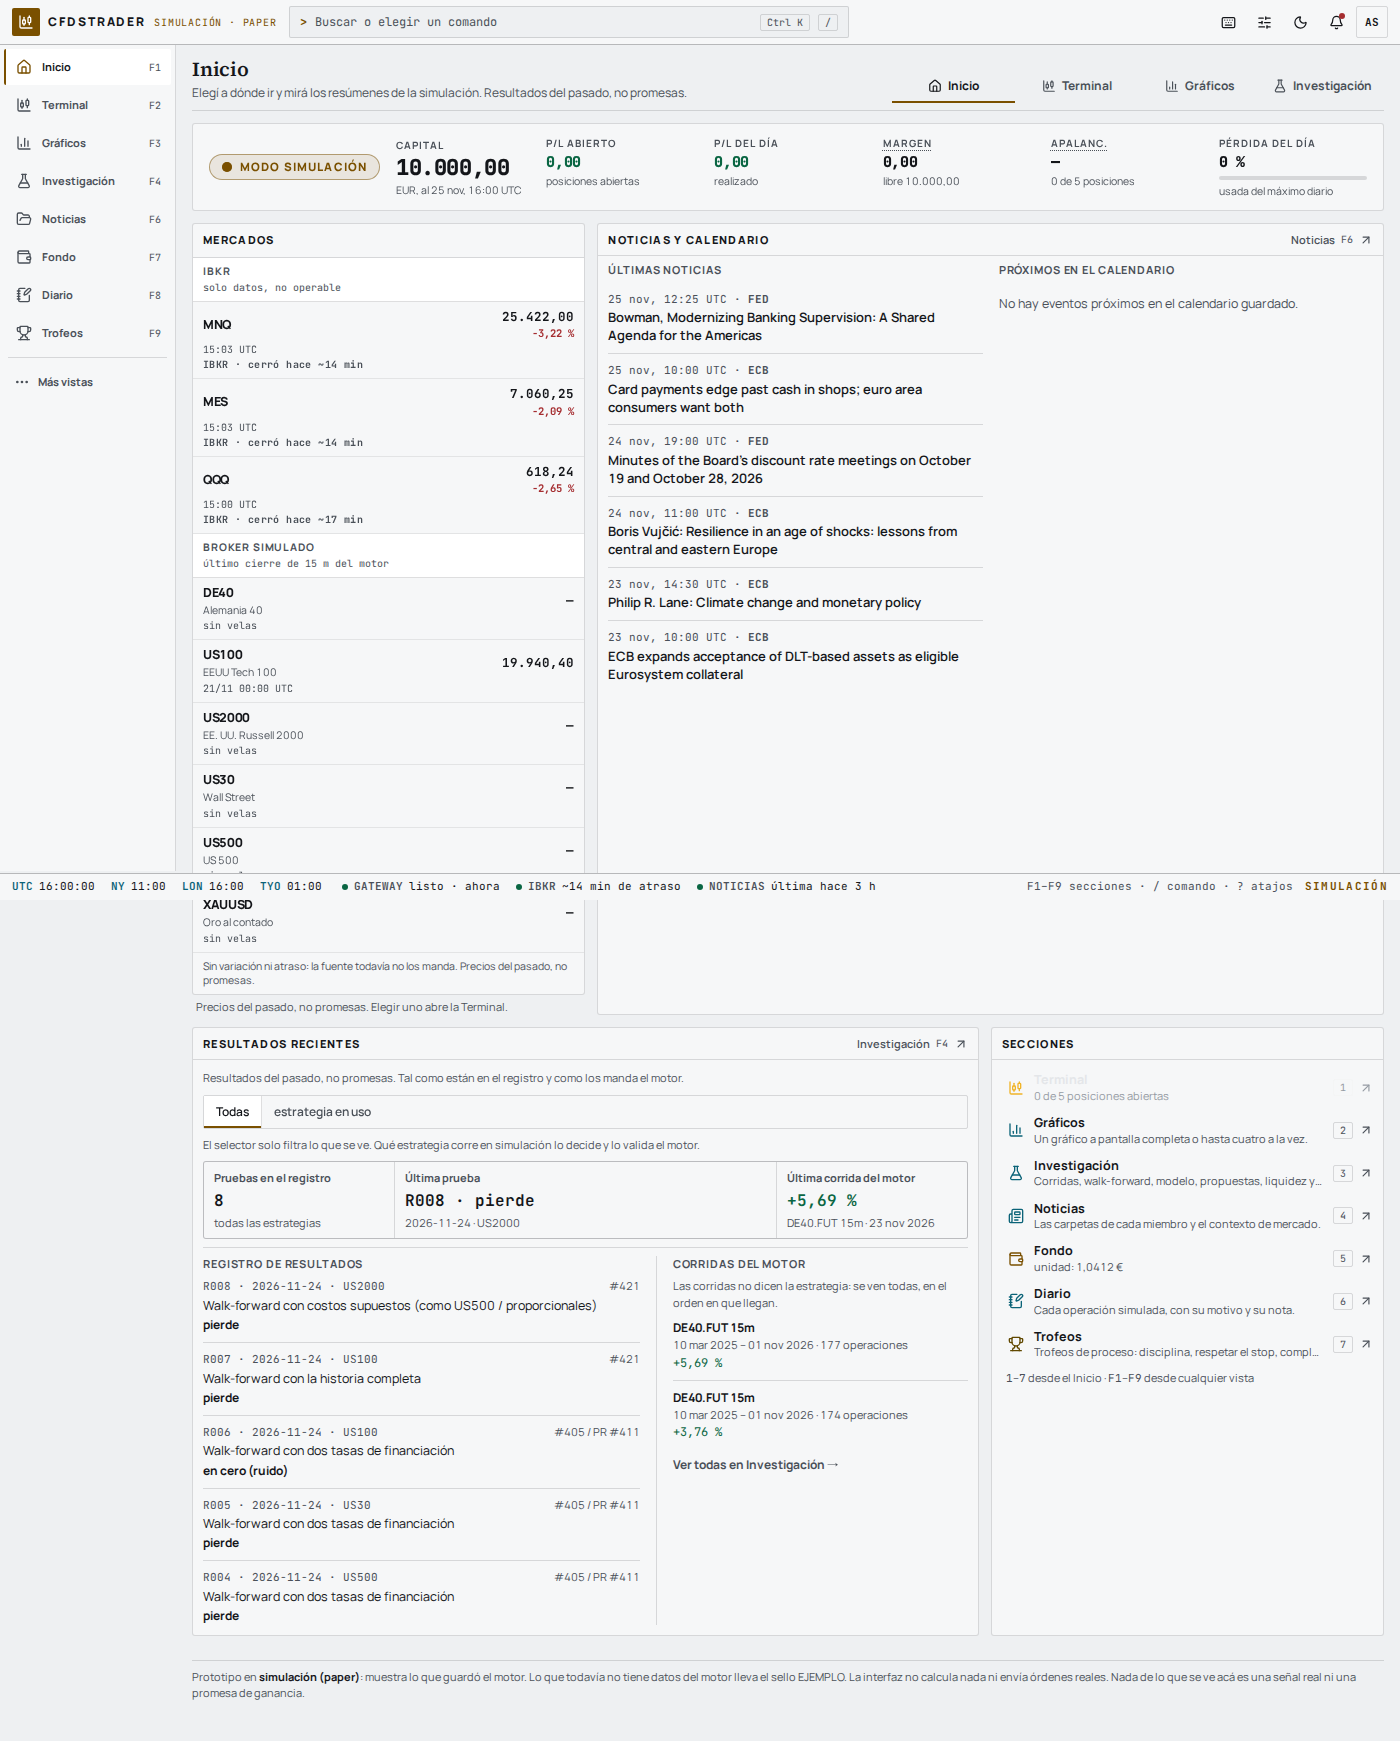 CFDSTRADER SIMULACIÓN · PAPER
> Buscar o elegir un comando Ctrl K /
AS
Inicio F1
Terminal F2
Gráficos F3
Investigación F4
Noticias F6
Fondo F7
Diario F8
Trofeos F9
Más vistas
Inicio
Elegí a dónde ir y mirá los resúmenes de la simulación. Resultados del pasado, no promesas.
Inicio Terminal Gráficos Investigación
MODO SIMULACIÓN
CAPITAL
10.000,00
EUR, al 25 nov, 16:00 UTC
P/L ABIERTO
0,00
posiciones abiertas
P/L DEL DÍA
0,00
realizado
MARGEN
0,00
libre 10.000,00
APALANC.
—
0 de 5 posiciones
PÉRDIDA DEL DÍA
0 %
usada del máximo diario
MERCADOS
IBKR
solo datos, no operable
MNQ 25.422,00
-3,22 %
15:03 UTC
IBKR · cerró hace ~14 min
MES 7.060,25
-2,09 %
15:03 UTC
IBKR · cerró hace ~14 min
QQQ 618,24
-2,65 %
15:00 UTC
IBKR · cerró hace ~17 min
BROKER SIMULADO
último cierre de 15 m del motor
DE40 —
Alemania 40
sin velas
US100 19.940,40
EEUU Tech 100
21/11 00:00 UTC
US2000 —
EE. UU. Russell 2000
sin velas
US30 —
Wall Street
sin velas
US500 —
US 500
XAUUSD —
Oro al contado
sin velas
Sin variación ni atraso: la fuente todavía no los manda. Precios del pasado, no
promesas.
Precios del pasado, no promesas. Elegir uno abre la Terminal.
NOTICIAS Y CALENDARIO Noticias F6
ÚLTIMAS NOTICIAS
25 nov, 12:25 UTC · FED
Bowman, Modernizing Banking Supervision: A Shared
Agenda for the Americas
25 nov, 10:00 UTC · ECB
Card payments edge past cash in shops; euro area
consumers want both
24 nov, 19:00 UTC · FED
Minutes of the Board's discount rate meetings on October
19 and October 28, 2026
24 nov, 11:00 UTC · ECB
Boris Vujčić: Resilience in an age of shocks: lessons from
central and eastern Europe
23 nov, 14:30 UTC · ECB
Philip R. Lane: Climate change and monetary policy
23 nov, 10:00 UTC · ECB
ECB expands acceptance of DLT-based assets as eligible
Eurosystem collateral
PRÓXIMOS EN EL CALENDARIO
No hay eventos próximos en el calendario guardado.
UTC 16:00:00 NY 11:00 LON 16:00 TYO 01:00 GATEWAY listo · ahora IBKR ~14 min de atraso NOTICIAS última hace 3 h F1–F9 secciones · / comando · ? atajos SIMULACIÓN
RESULTADOS RECIENTES Investigación F4
Resultados del pasado, no promesas. Tal como están en el registro y como los manda el motor.
Todas estrategia en uso
El selector solo filtra lo que se ve. Qué estrategia corre en simulación lo decide y lo valida el motor.
Pruebas en el registro
8
todas las estrategias
Última prueba
R008 · pierde
2026-11-24 · US2000
Última corrida del motor
+5,69 %
DE40.FUT 15m · 23 nov 2026
REGISTRO DE RESULTADOS
R008 · 2026-11-24 · US2000 #421
Walk-forward con costos supuestos (como US500 / proporcionales)
pierde
R007 · 2026-11-24 · US100 #421
Walk-forward con la historia completa
pierde
R006 · 2026-11-24 · US100 #405 / PR #411
Walk-forward con dos tasas de financiación
en cero (ruido)
R005 · 2026-11-24 · US30 #405 / PR #411
Walk-forward con dos tasas de financiación
pierde
R004 · 2026-11-24 · US500 #405 / PR #411
Walk-forward con dos tasas de financiación
pierde
CORRIDAS DEL MOTOR
Las corridas no dicen la estrategia: se ven todas, en el
orden en que llegan.
DE40.FUT 15m
10 mar 2025 – 01 nov 2026 · 177 operaciones
+5,69 %
DE40.FUT 15m
10 mar 2025 – 01 nov 2026 · 174 operaciones
+3,76 %
Ver todas en Investigación →
SECCIONES
Terminal 1
0 de 5 posiciones abiertas
Gráficos 2
Un gráfico a pantalla completa o hasta cuatro a la vez.
Investigación 3
Corridas, walk-forward, modelo, propuestas, liquidez y…
Noticias 4
Las carpetas de cada miembro y el contexto de mercado.
Fondo 5
unidad: 1,0412 €
Diario 6
Cada operación simulada, con su motivo y su nota.
Trofeos 7
Trofeos de proceso: disciplina, respetar el stop, compl…
1–7 desde el Inicio · F1–F9 desde cualquier vista
Prototipo en simulación (paper): muestra lo que guardó el motor. Lo que todavía no tiene datos del motor lleva el sello EJEMPLO. La interfaz no calcula nada ni envía órdenes reales. Nada de lo que se ve acá es una señal real ni una
promesa de ganancia.